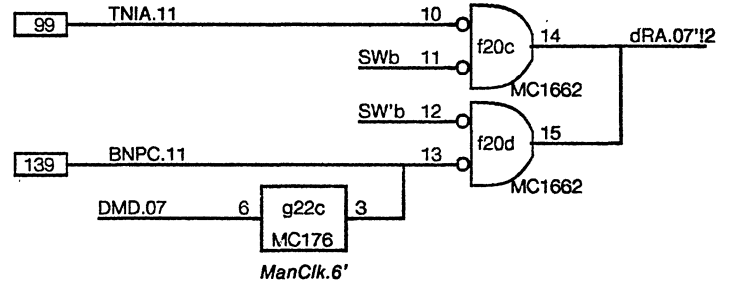 99 TNIA.11 10 f20c 14 dRA.07'!2
SWb 11 MC1662
SW'b 12 f20d 15
139 BNPC.11 13 MC1662
DMD.07 6 g22c 3
MC176
ManClk.6'